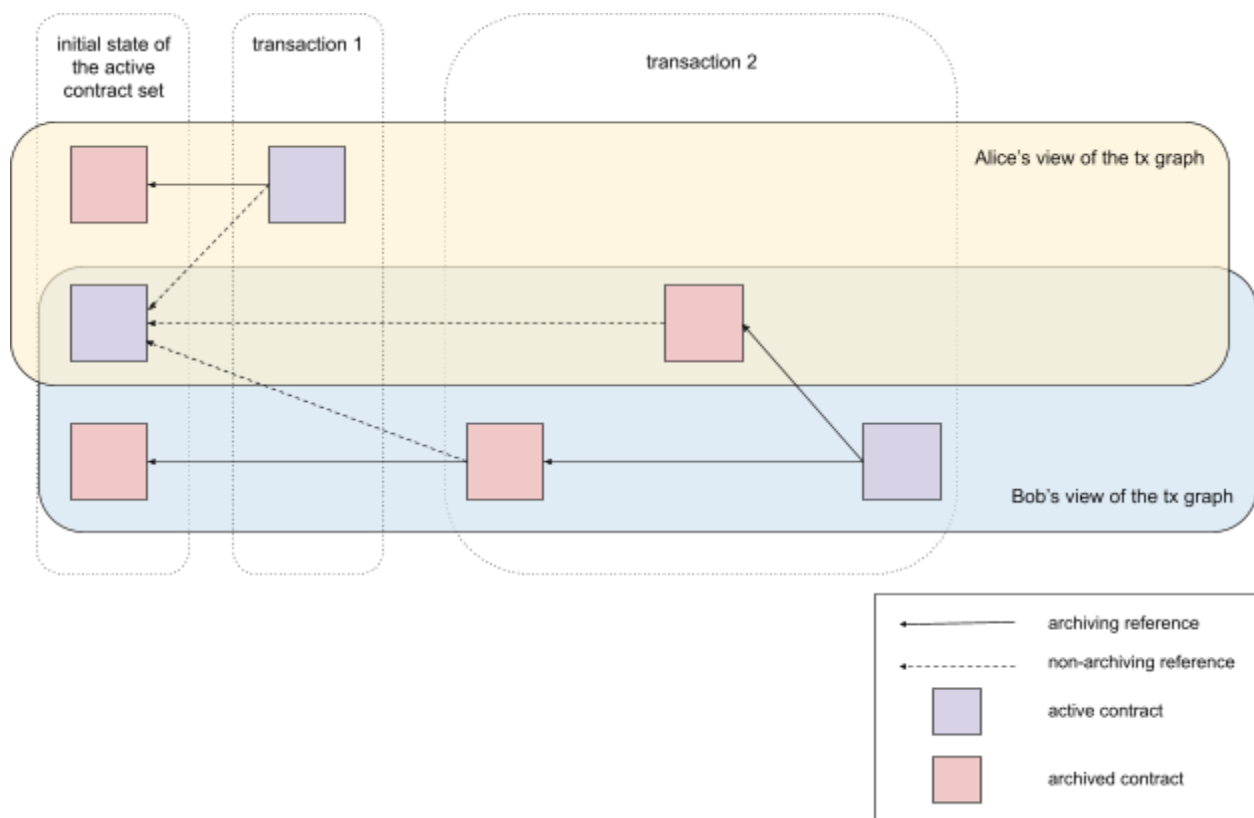 initial state of
the active
contract set
transaction 1
transaction 2
Alice's view of the tx graph
Bob's view of the tx graph
archiving reference
non-archiving reference
active contract
archived contract